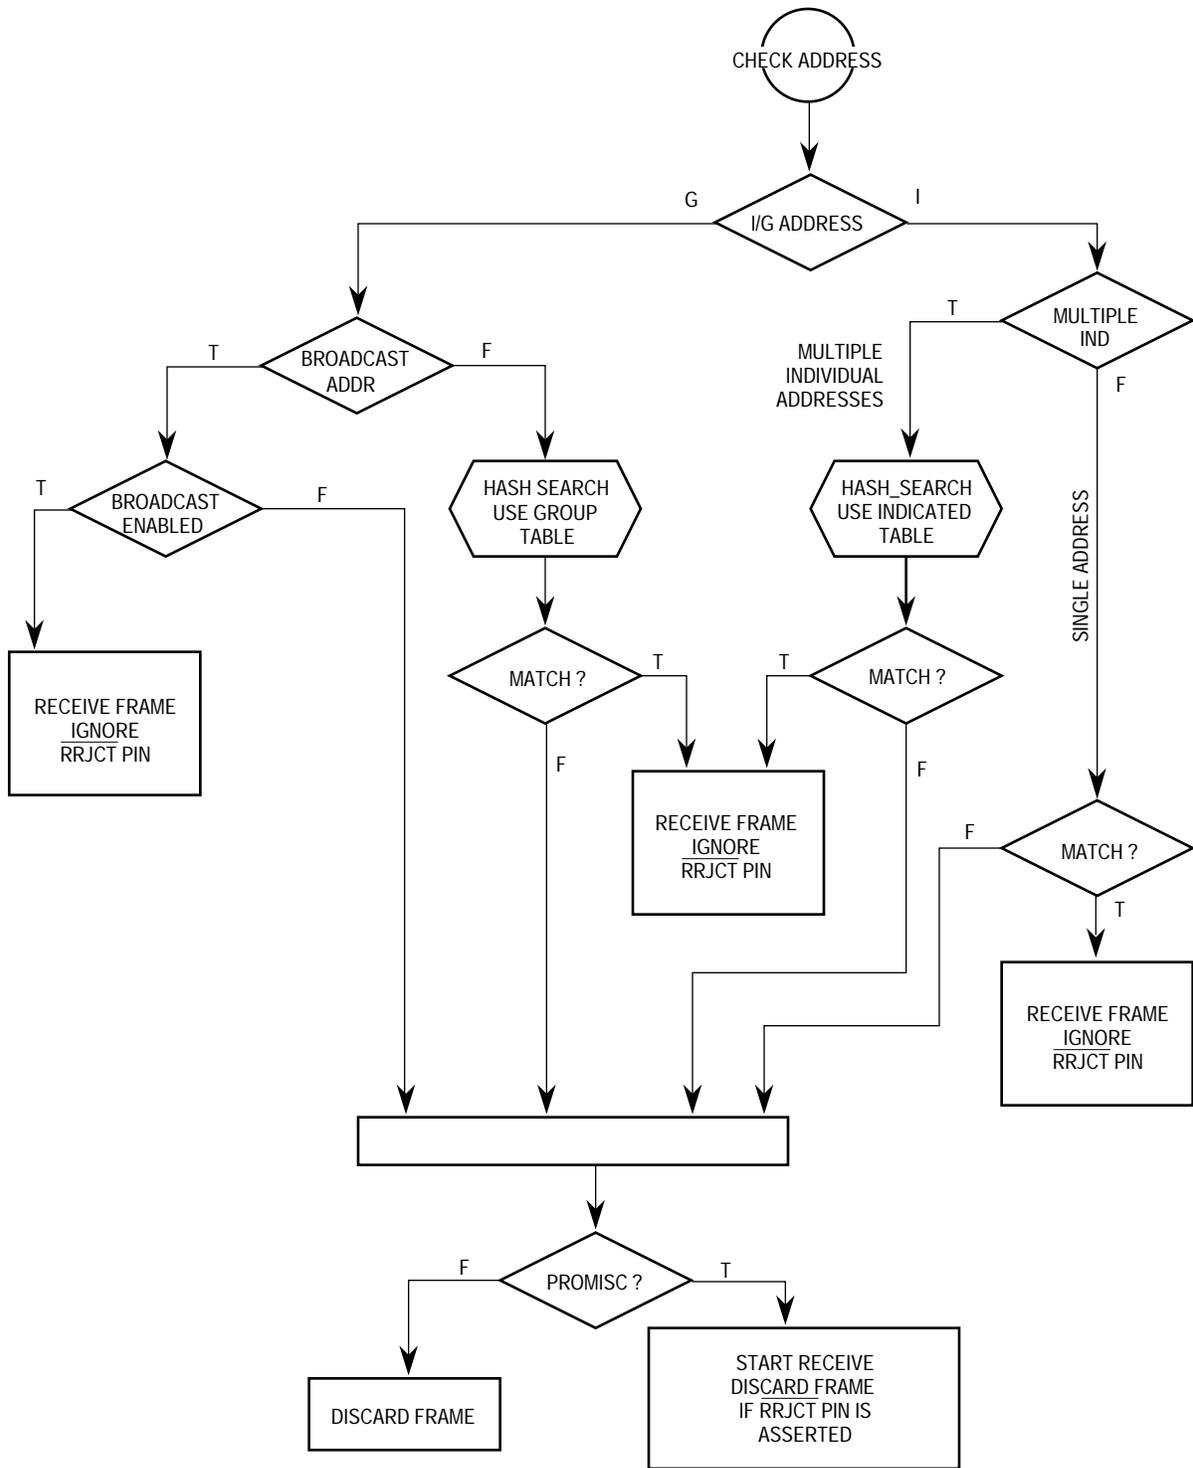 CHECK ADDRESS
G
I
I/G ADDRESS
T
MULTIPLE
IND
MULTIPLE
INDIVIDUAL
ADDRESSES
F
T
BROADCAST
ADDR
F
T
BROADCAST
ENABLED
F
HASH SEARCH
USE GROUP
TABLE
HASH_SEARCH
USE INDICATED
TABLE
SINGLE ADDRESS
RECEIVE FRAME
IGNORE
RRJCT PIN
MATCH ?
T
T
MATCH ?
F
F
RECEIVE FRAME
IGNORE
RRJCT PIN
F
MATCH ?
T
RECEIVE FRAME
IGNORE
RRJCT PIN
F
PROMISC ?
T
DISCARD FRAME
START RECEIVE
DISCARD FRAME
IF RRJCT PIN IS
ASSERTED